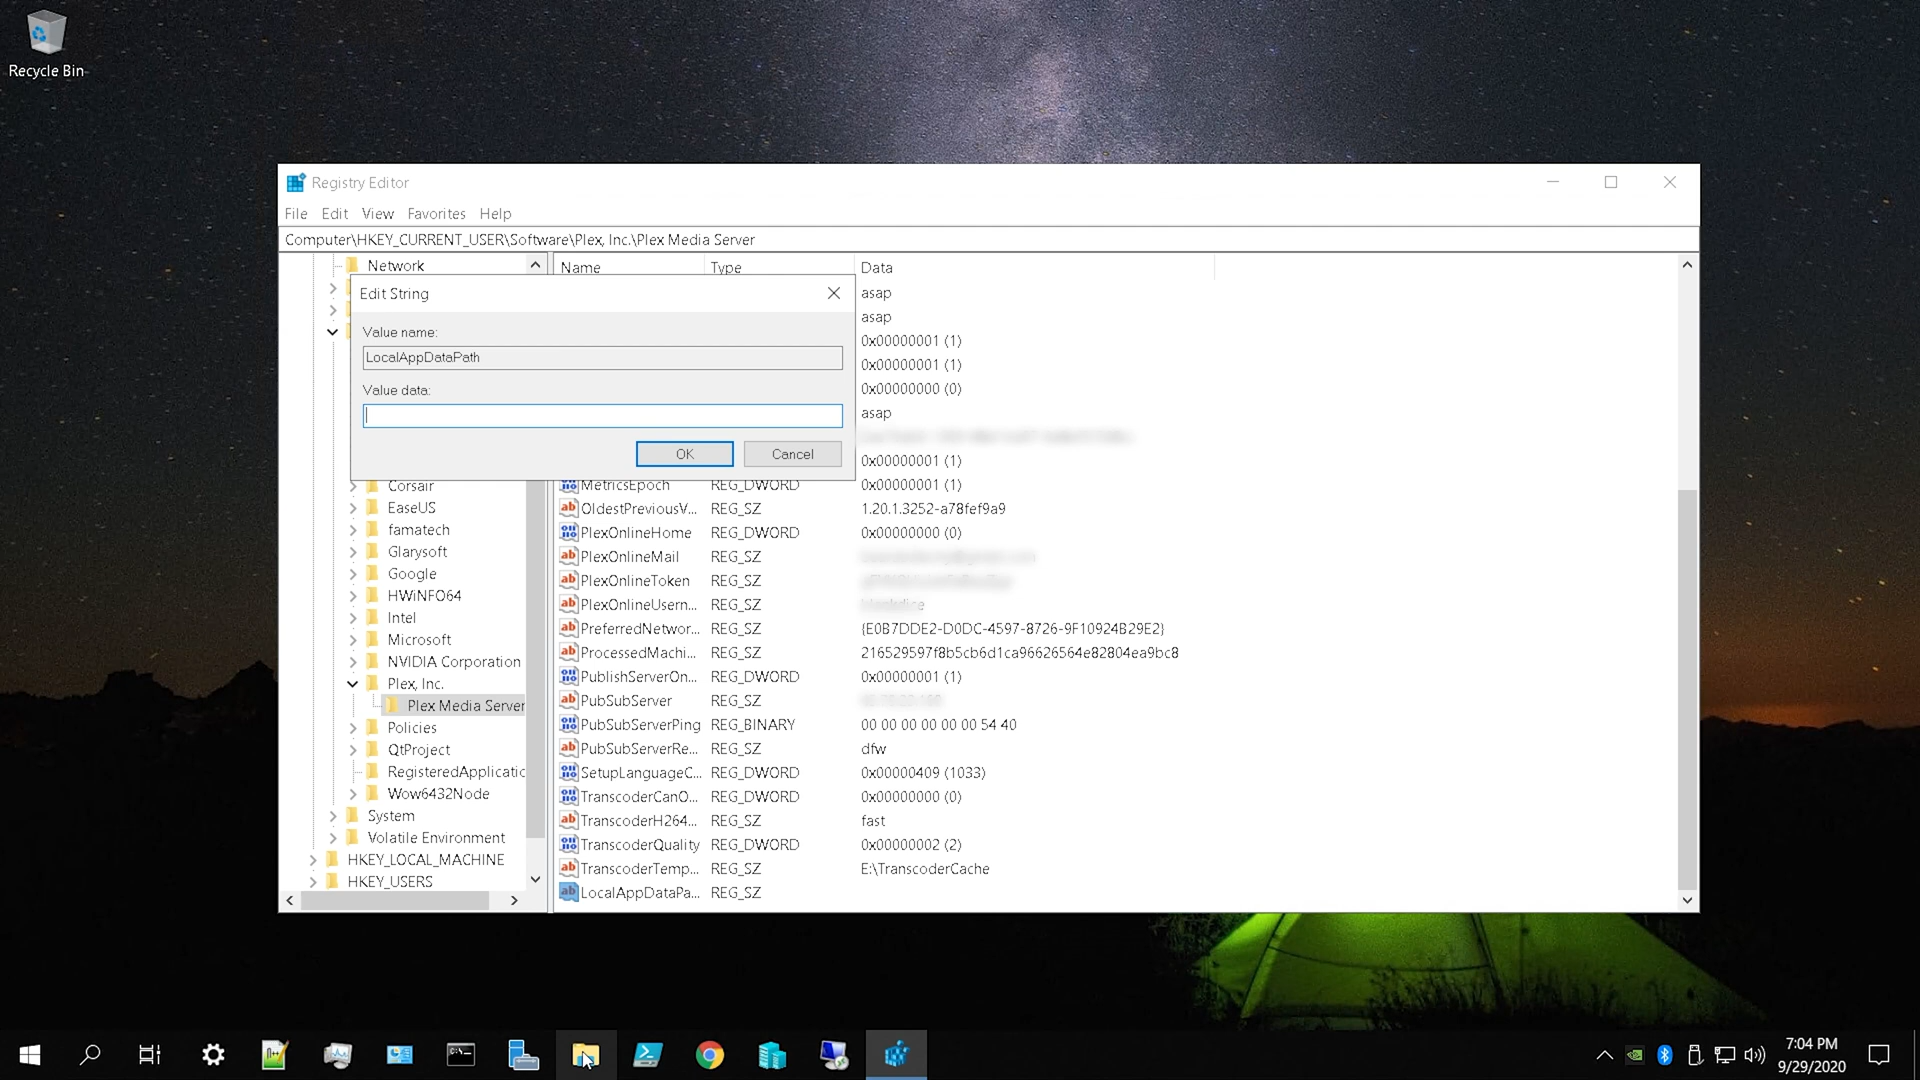 Recycle Bin
Registry Editor
File Edit View Favorites Help
Computer\HKEY_CURRENT_USER\Software\Plex, Inc.\Plex Media Server
Network
Name Type Data
Edit String
Value name:
LocalAppDataPath
Value data:
OK Cancel
asap
asap
0x00000001 (1)
0x00000001 (1)
0x00000000 (0)
asap
0x00000001 (1)
Corsair
EaseUS
famatech
Glarysoft
Google
HWiNFO64
Intel
Microsoft
NVIDIA Corporation
Plex, Inc.
Plex Media Server
Policies
QtProject
RegisteredApplicatic
Wow6432Node
System
Volatile Environment
HKEY_LOCAL_MACHINE
HKEY_USERS
MetricsEpoch REG_DWORD 0x00000001 (1)
OldestPreviousV... REG_SZ 1.20.1.3252-a78fef9a9
PlexOnlineHome REG_DWORD 0x00000000 (0)
PlexOnlineMail REG_SZ
PlexOnlineToken REG_SZ
PlexOnlineUsern... REG_SZ
PreferredNetwor... REG_SZ {E0B7DDE2-D0DC-4597-8726-9F10924B29E2}
ProcessedMachi... REG_SZ 216529597f8b5cb6d1ca96626564e82804ea9bc8
PublishServerOn... REG_DWORD 0x00000001 (1)
PubSubServer REG_SZ
PubSubServerPing REG_BINARY 00 00 00 00 00 00 54 40
PubSubServerRe... REG_SZ dfw
SetupLanguageC... REG_DWORD 0x00000409 (1033)
TranscoderCanO... REG_DWORD 0x00000000 (0)
TranscoderH264... REG_SZ fast
TranscoderQuality REG_DWORD 0x00000002 (2)
TranscoderTemp... REG_SZ E:\TranscoderCache
LocalAppDataPa... REG_SZ
7:04 PM
9/29/2020